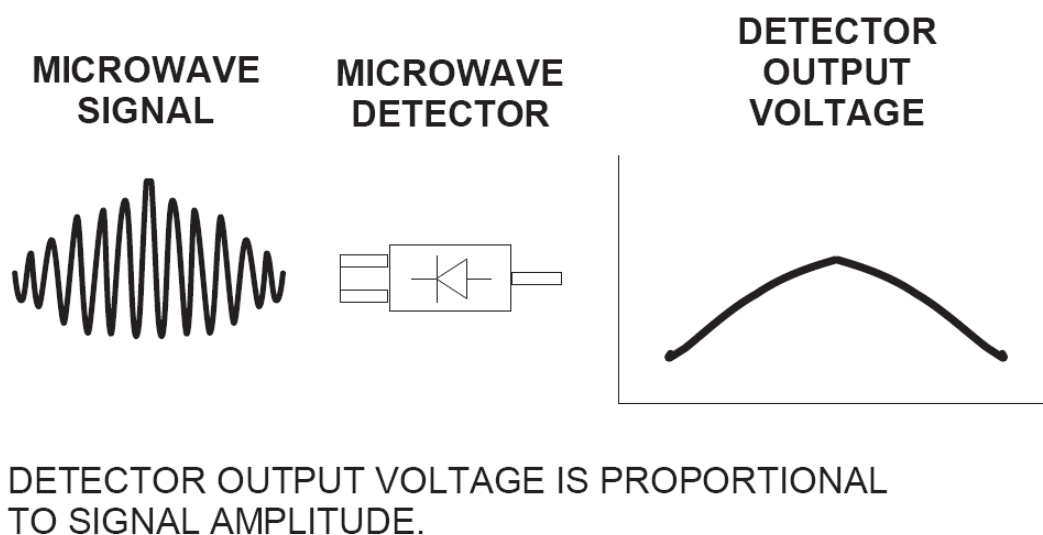 MICROWAVE
SIGNAL
MICROWAVE
DETECTOR
DETECTOR
OUTPUT
VOLTAGE
DETECTOR OUTPUT VOLTAGE IS PROPORTIONAL
TO SIGNAL AMPLITUDE.